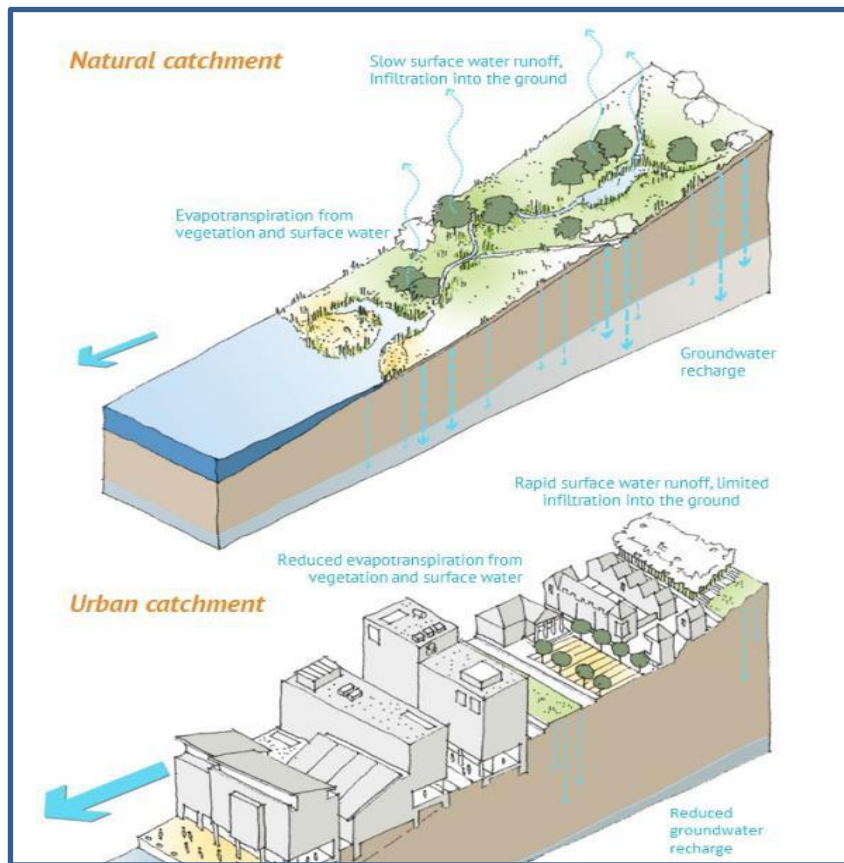 Natural catchment
Slow surface water runoff,
Infiltration into the ground
Evapotranspiration from
vegetation and surface water
Groundwater
recharge
Rapid surface water runoff, limited
infiltration into the ground
Reduced evapotranspiration from
vegetation and surface water
Urban catchment
Reduced
groundwater
recharge